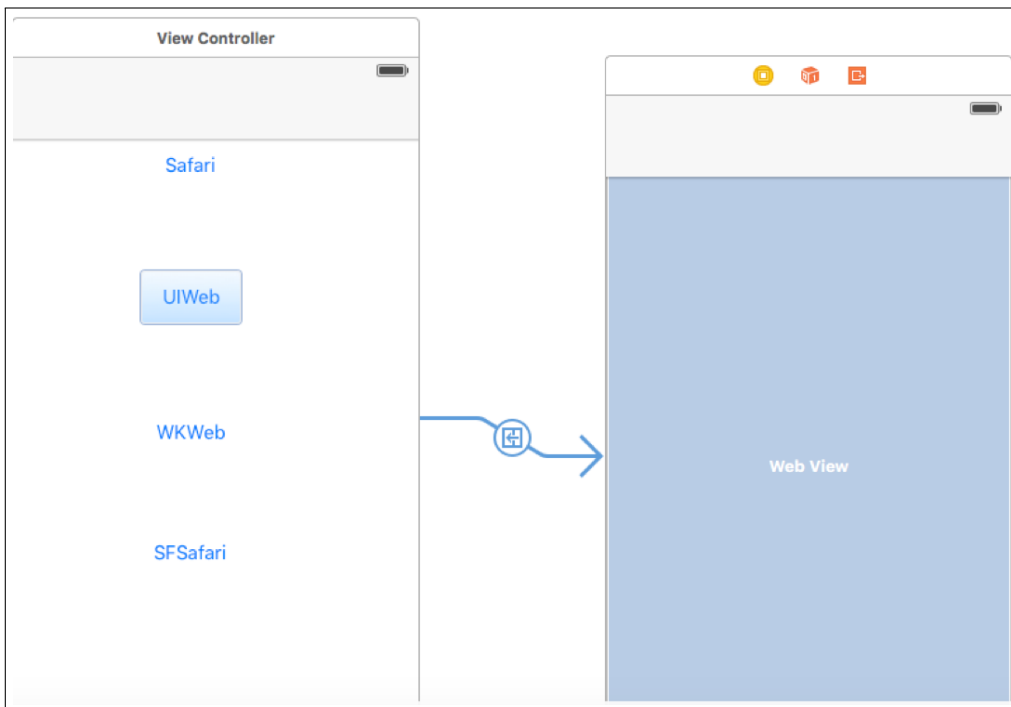 View Controller
Safari
UIWeb
WKWeb
SFSafari
Web View